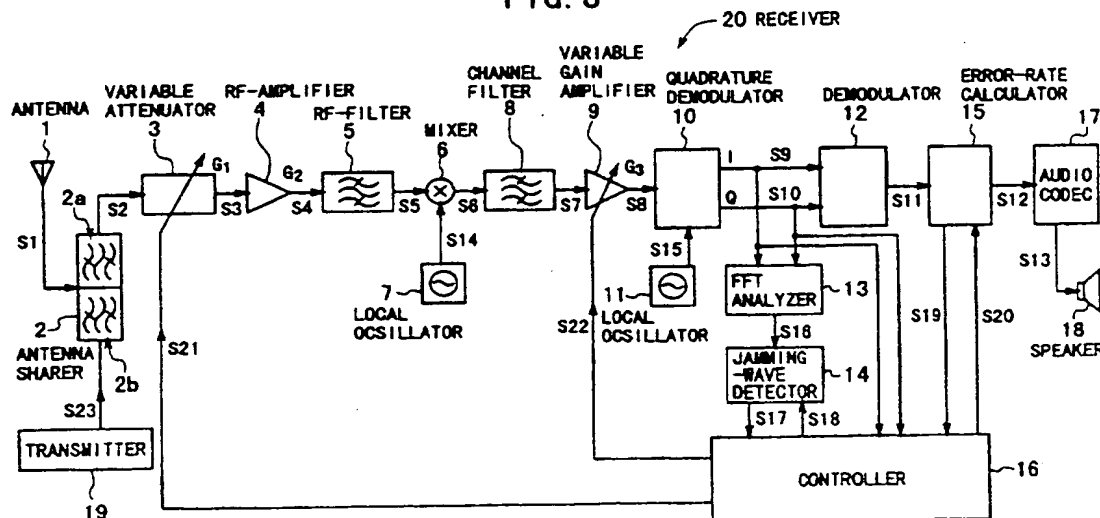 FIG. 3
20 RECEIVER
ANTENNA
1
VARIABLE
ATTENUATOR
3
RF-AMPLIFIER
4
RF-FILTER
5
MIXER
6
CHANNEL
FILTER
8
VARIABLE
GAIN
AMPLIFIER
9
QUADRATURE
DEMODULATOR
10
DEMODULATOR
12
ERROR-RATE
CALCULATOR
15
17
AUDIO
CODEC
G1
G2
G3
I
Q
2a
S1
S2
S3
S4
S5
S6
S7
S8
S9
S10
S11
S12
S13
S14
S15
7
LOCAL
OCSILLATOR
11
LOCAL
OCSILLATOR
FFT
ANALYZER
13
S16
JAMMING
-WAVE
DETECTOR
14
S17
S18
S19
S20
18
SPEAKER
2
ANTENNA
SHARER
2b
S21
S22
S23
TRANSMITTER
19
CONTROLLER
16